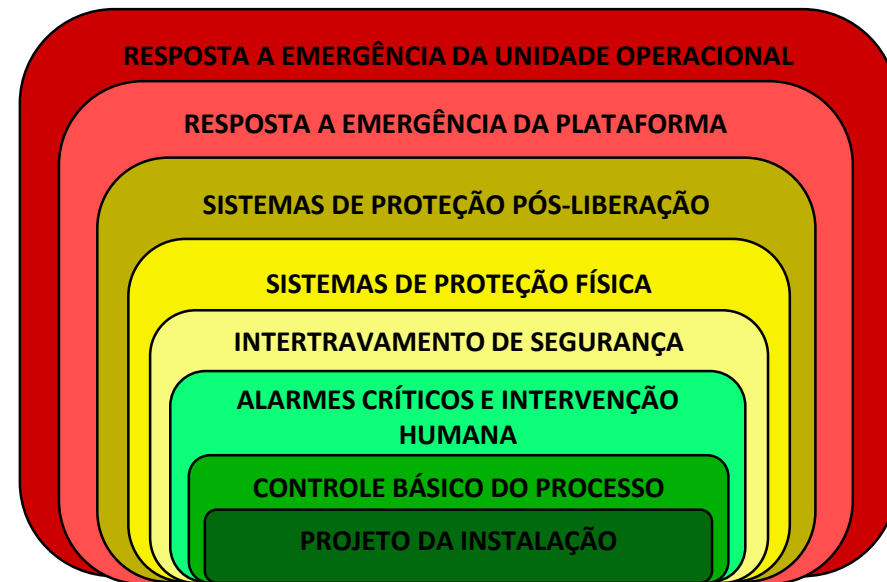 RESPOSTA A EMERGÊNCIA DA UNIDADE OPERACIONAL
RESPOSTA A EMERGÊNCIA DA PLATAFORMA
SISTEMAS DE PROTEÇÃO PÓS-LIBERAÇÃO
SISTEMAS DE PROTEÇÃO FÍSICA
INTERTRAVAMENTO DE SEGURANÇA
ALARMES CRÍTICOS E INTERVENÇÃO
HUMANA
CONTROLE BÁSICO DO PROCESSO
PROJETO DA INSTALAÇÃO